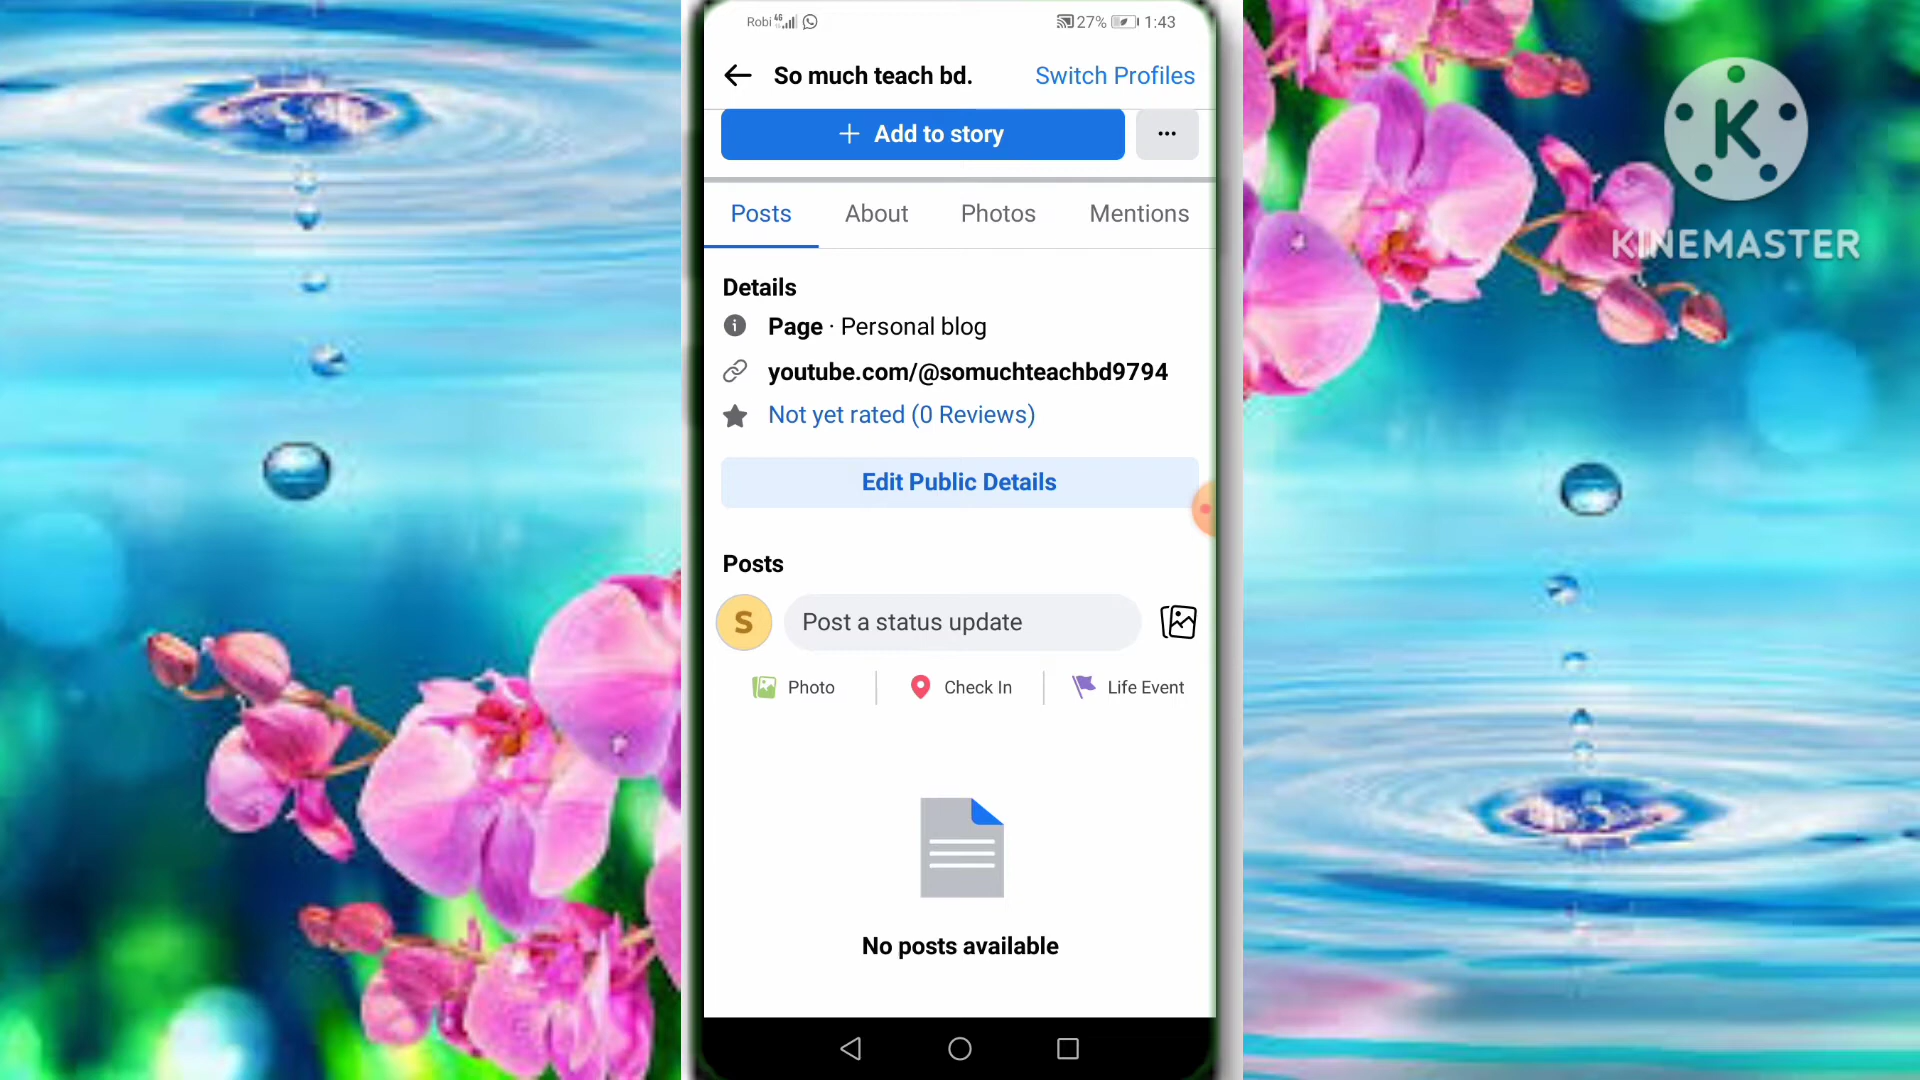 Robi 4G 27% 1:43
So much teach bd. Switch Profiles
+ Add to story ...
Posts About Photos Mentions
Details
Page · Personal blog
youtube.com/@somuchteachbd9794
Not yet rated (0 Reviews)
Edit Public Details
Posts
S Post a status update
Photo Check In Life Event
No posts available
K
KINEMASTER